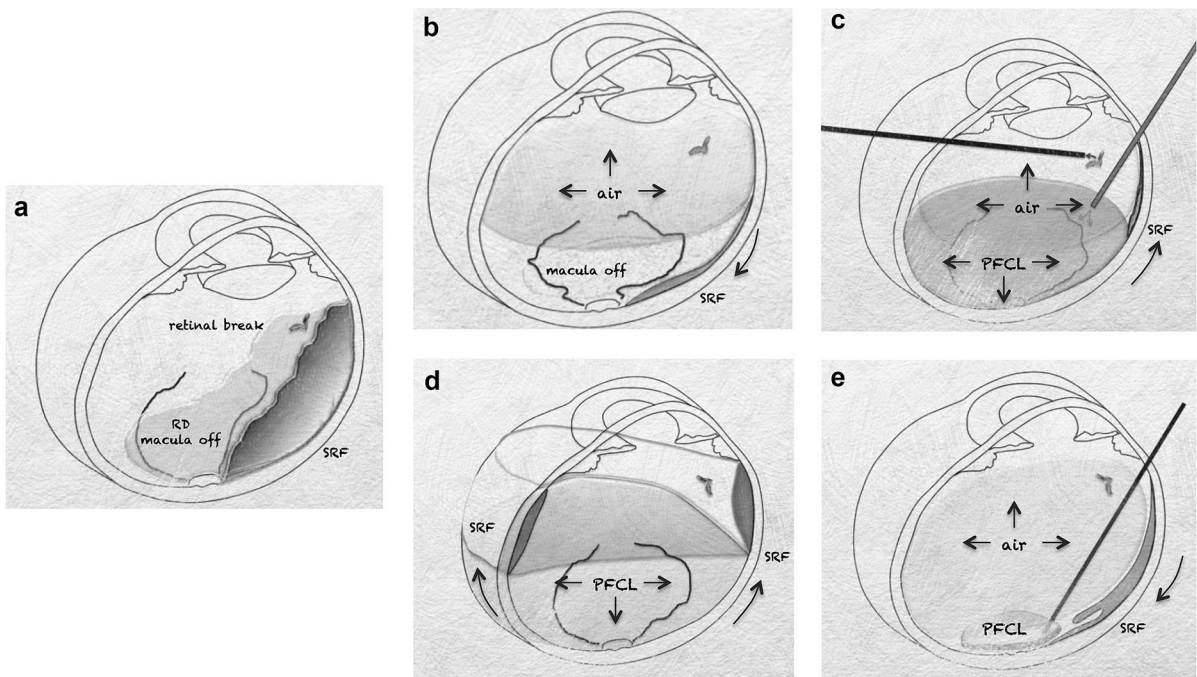 a
retinal break
RD
macula off
SRF
b
air
macula off
SRF
c
air
SRF
PFCL
d
SRF
SRF
PFCL
e
air
PFCL
SRF